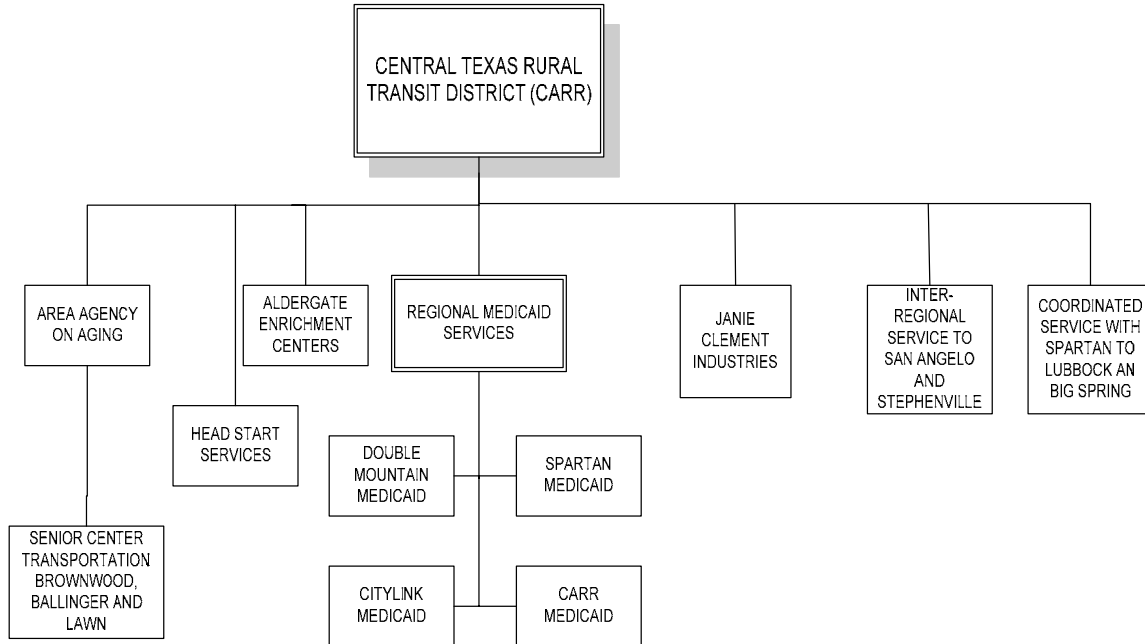 CENTRAL TEXAS RURAL
TRANSIT DISTRICT (CARR)
AREA AGENCY
ON AGING
ALDERGATE
ENRICHMENT
CENTERS
REGIONAL MEDICAID
SERVICES
JANIE
CLEMENT
INDUSTRIES
INTER-
REGIONAL
SERVICE TO
SAN ANGELO
AND
STEPHENVILLE
COORDINATED
SERVICE WITH
SPARTAN TO
LUBBOCK AN
BIG SPRING
HEAD START
SERVICES
DOUBLE
MOUNTAIN
MEDICAID
SPARTAN
MEDICAID
SENIOR CENTER
TRANSPORTATION
BROWNWOOD,
BALLINGER AND
LAWN
CITYLINK
MEDICAID
CARR
MEDICAID